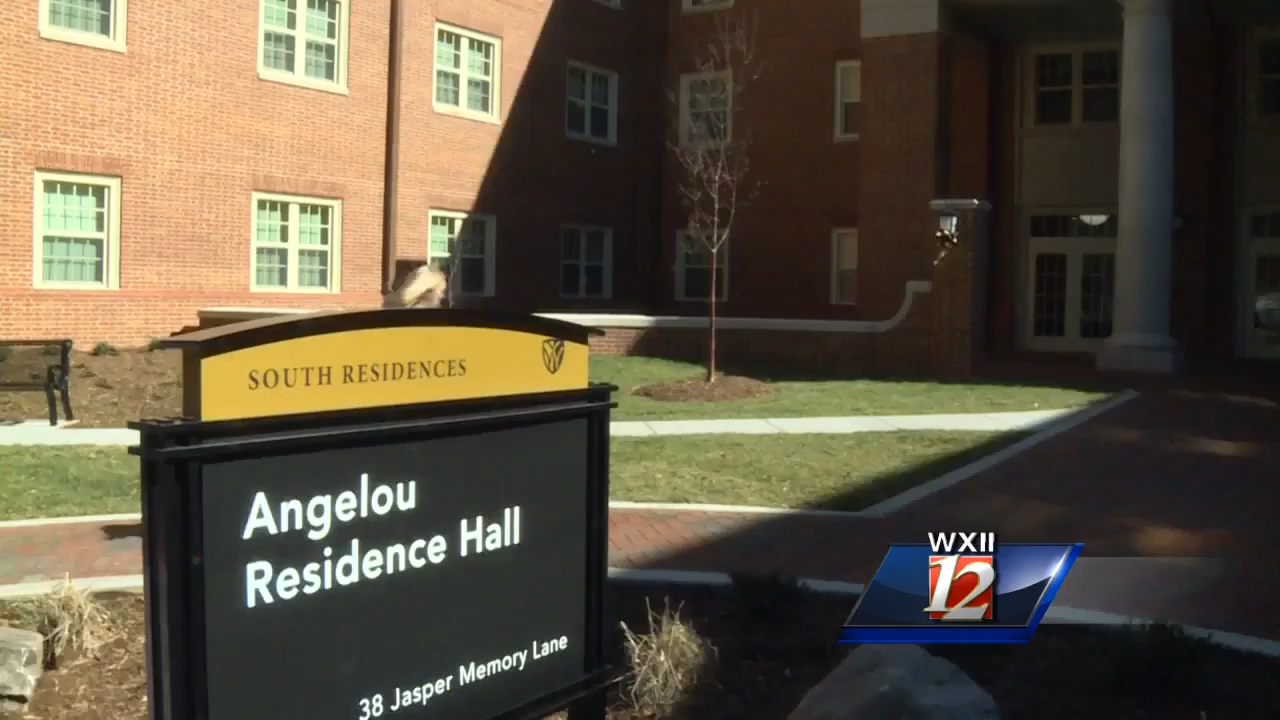 SOUTH RESIDENCES
Angelou
Residence Hall
38 Jasper Memory Lane
WXII
12